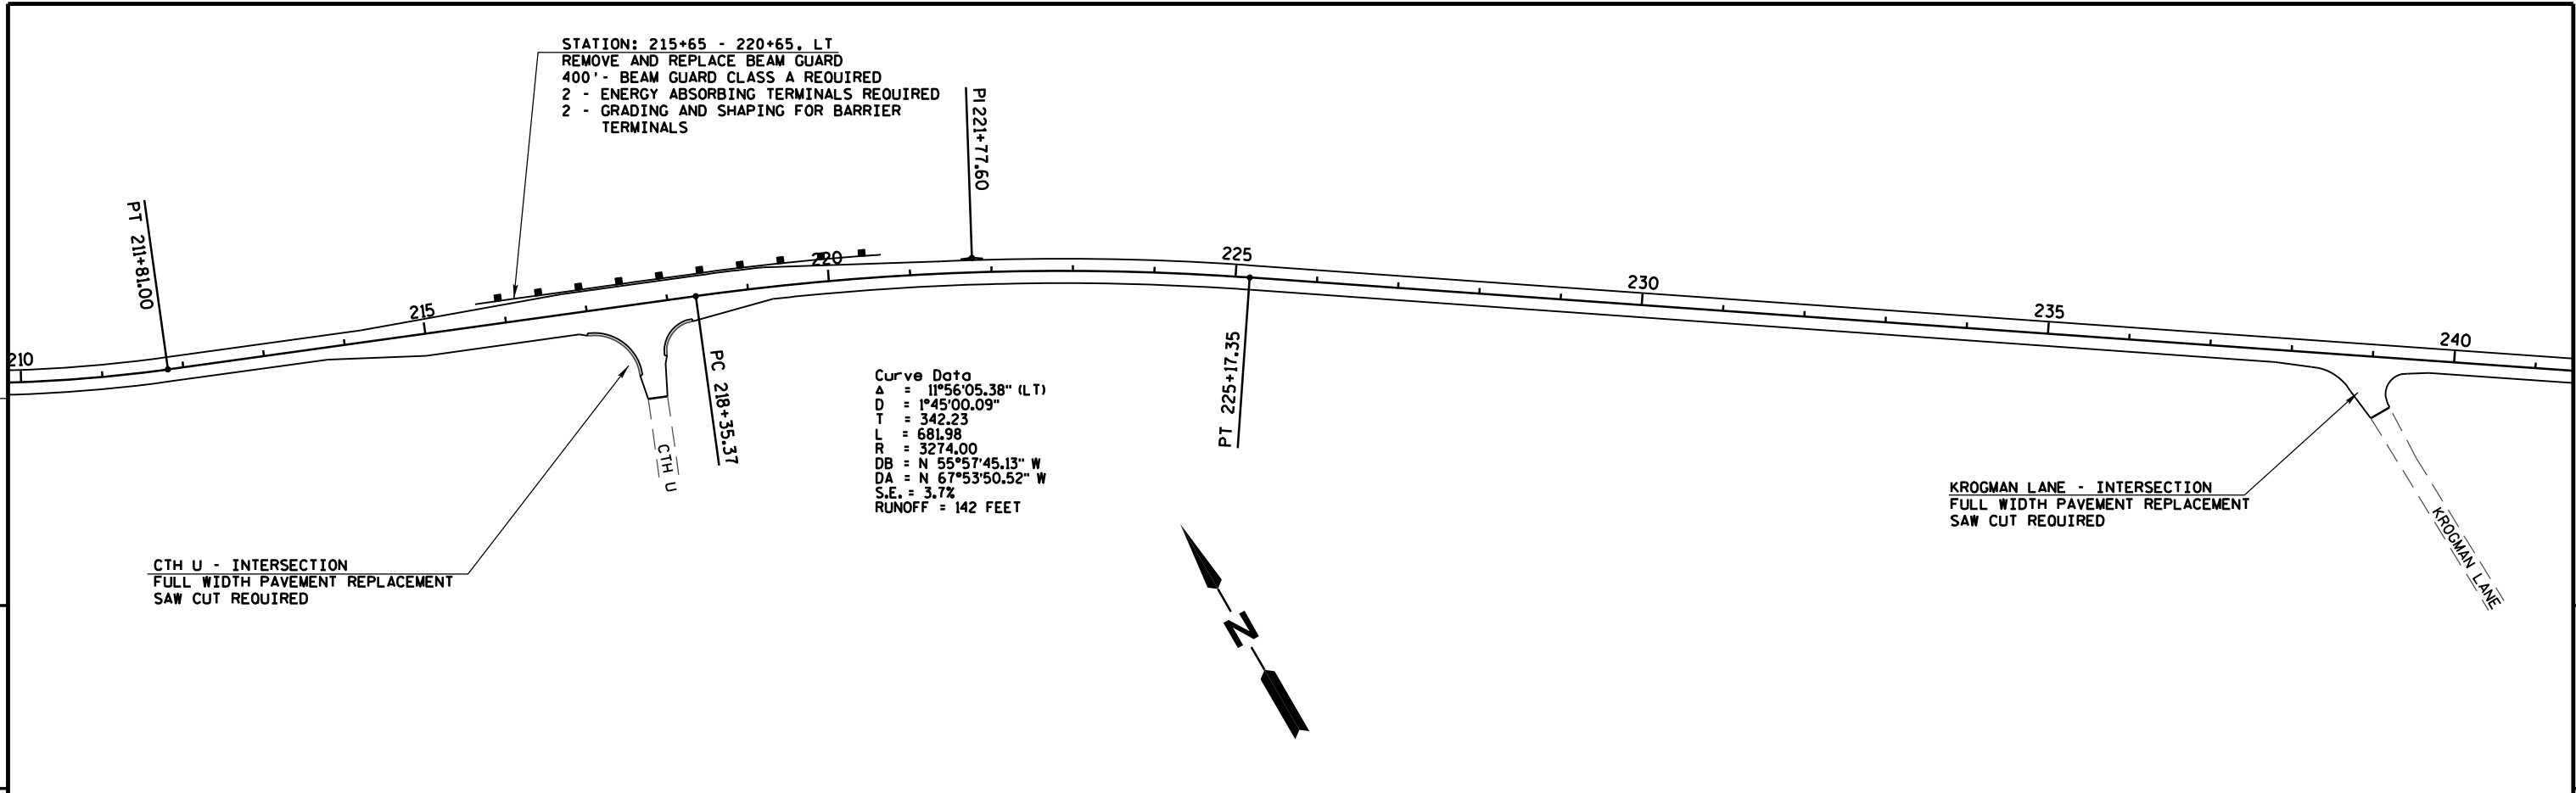 STATION: 215+65 - 220+65, LT
REMOVE AND REPLACE BEAM GUARD
400'- BEAM GUARD CLASS A REQUIRED
2 - ENERGY ABSORBING TERMINALS REQUIRED
2 - GRADING AND SHAPING FOR BARRIER
TERMINALS
PI 221+77.60
PT 211+81.00
210
215
220
225
230
235
240
PC 218+35.37
PT 225+17.35
CTH U
Curve Data
Δ = 11°56'05.38" (LT)
D = 1°45'00.09"
T = 342.23
L = 681.98
R = 3274.00
DB = N 55°57'45.13" W
DA = N 67°53'50.52" W
S.E. = 3.7%
RUNOFF = 142 FEET
KROGMAN LANE - INTERSECTION
FULL WIDTH PAVEMENT REPLACEMENT
SAW CUT REQUIRED
KROGMAN LANE
CTH U - INTERSECTION
FULL WIDTH PAVEMENT REPLACEMENT
SAW CUT REQUIRED
N